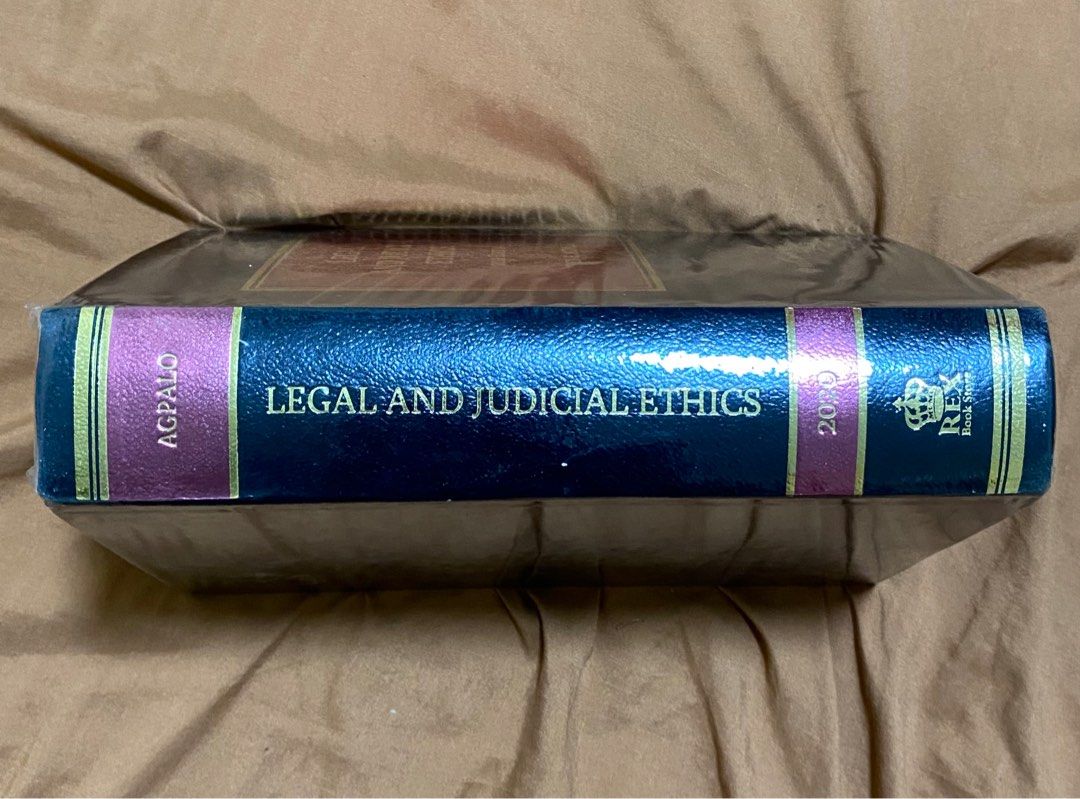 AGPALO
LEGAL AND JUDICIAL ETHICS
REX
Book Store